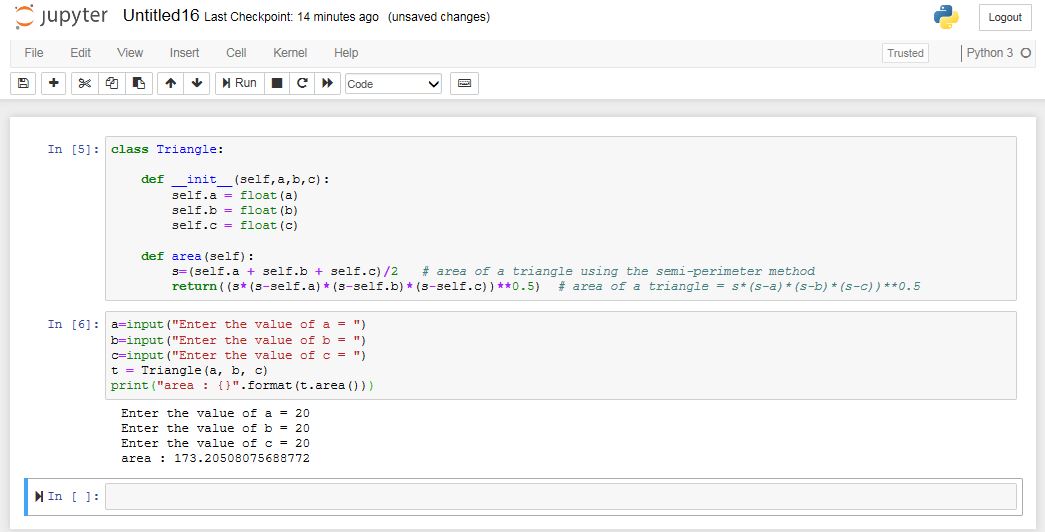 jupyter Untitled16 Last Checkpoint: 14 minutes ago (unsaved changes) Logout
File Edit View Insert Cell Kernel Help Trusted Python 3
Run Code
In [5]: class Triangle:
def __init__(self,a,b,c):
self.a = float(a)
self.b = float(b)
self.c = float(c)
def area(self):
s=(self.a + self.b + self.c)/2 # area of a triangle using the semi-perimeter method
return((s*(s-self.a)*(s-self.b)*(s-self.c))**0.5) # area of a triangle = s*(s-a)*(s-b)*(s-c))**0.5
In [6]: a=input("Enter the value of a = ")
b=input("Enter the value of b = ")
c=input("Enter the value of c = ")
t = Triangle(a, b, c)
print("area : {}".format(t.area()))
Enter the value of a = 20
Enter the value of b = 20
Enter the value of c = 20
area : 173.20508075688772
In [ ]: